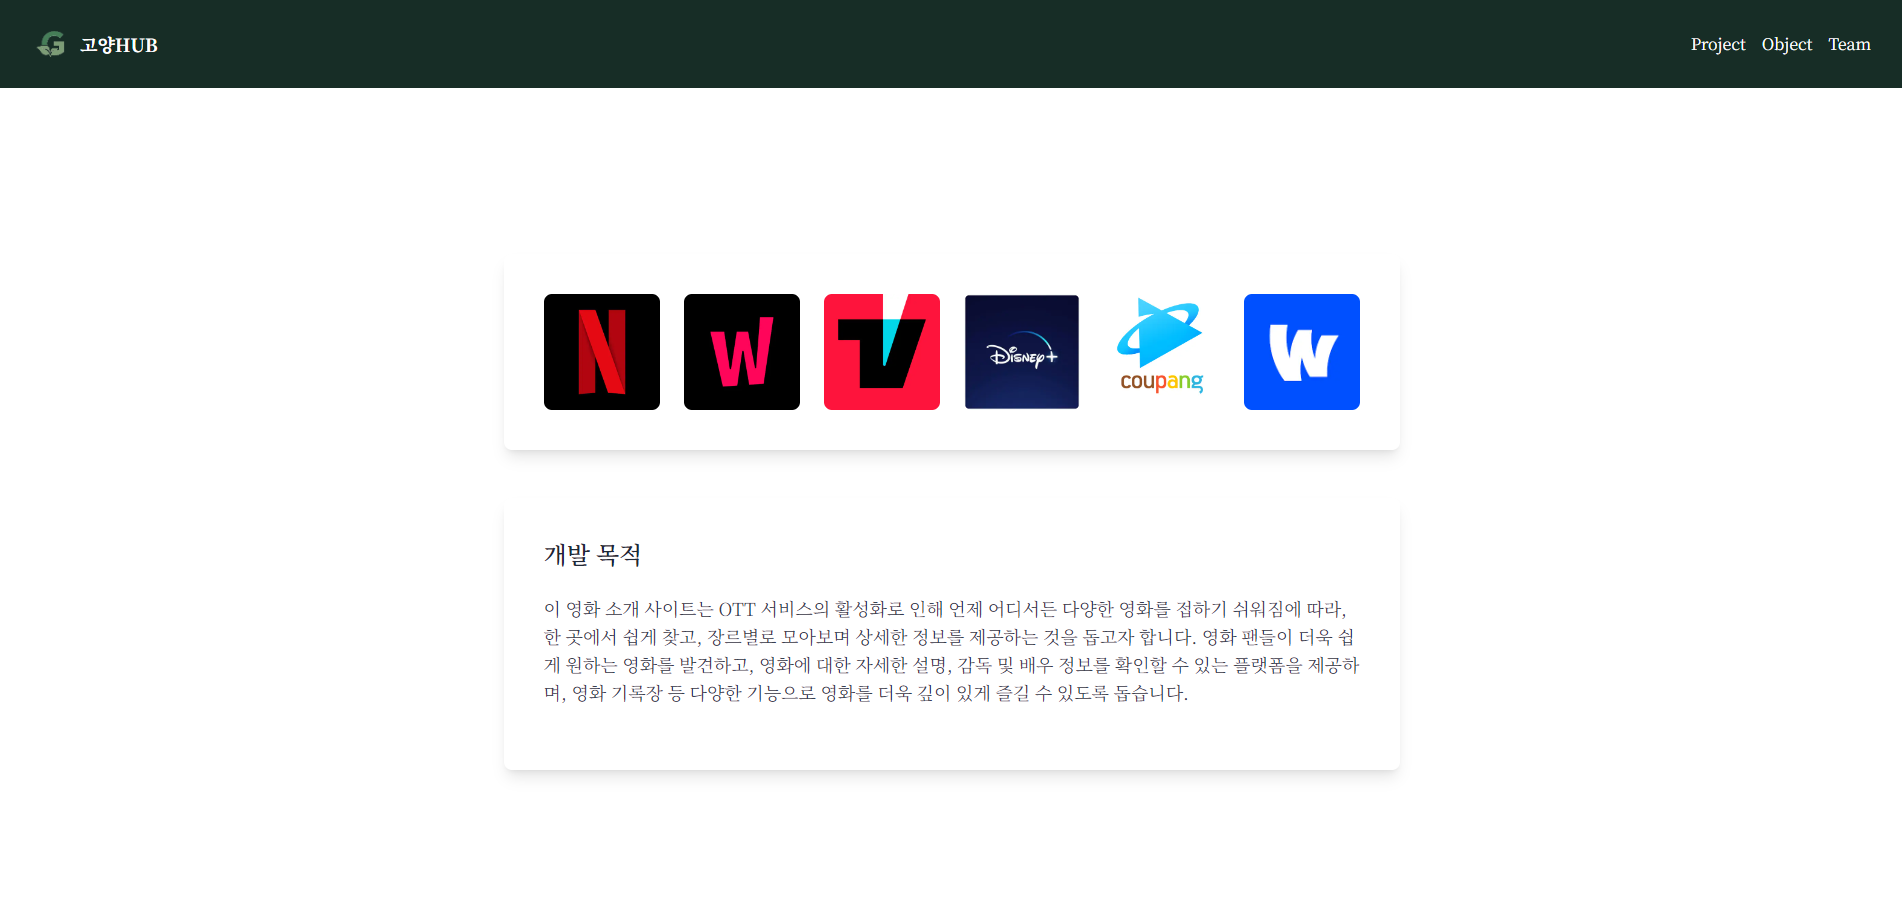 고양HUB
Project Object Team
N W TV Disney+ coupang W
개발 목적
이 영화 소개 사이트는 OTT 서비스의 활성화로 인해 언제 어디서든 다양한 영화를 접하기 쉬워짐에 따라,
한 곳에서 쉽게 찾고, 장르별로 모아보며 상세한 정보를 제공하는 것을 돕고자 합니다. 영화 팬들이 더욱 쉽
게 원하는 영화를 발견하고, 영화에 대한 자세한 설명, 감독 및 배우 정보를 확인할 수 있는 플랫폼을 제공하
며, 영화 기록장 등 다양한 기능으로 영화를 더욱 깊이 있게 즐길 수 있도록 돕습니다.